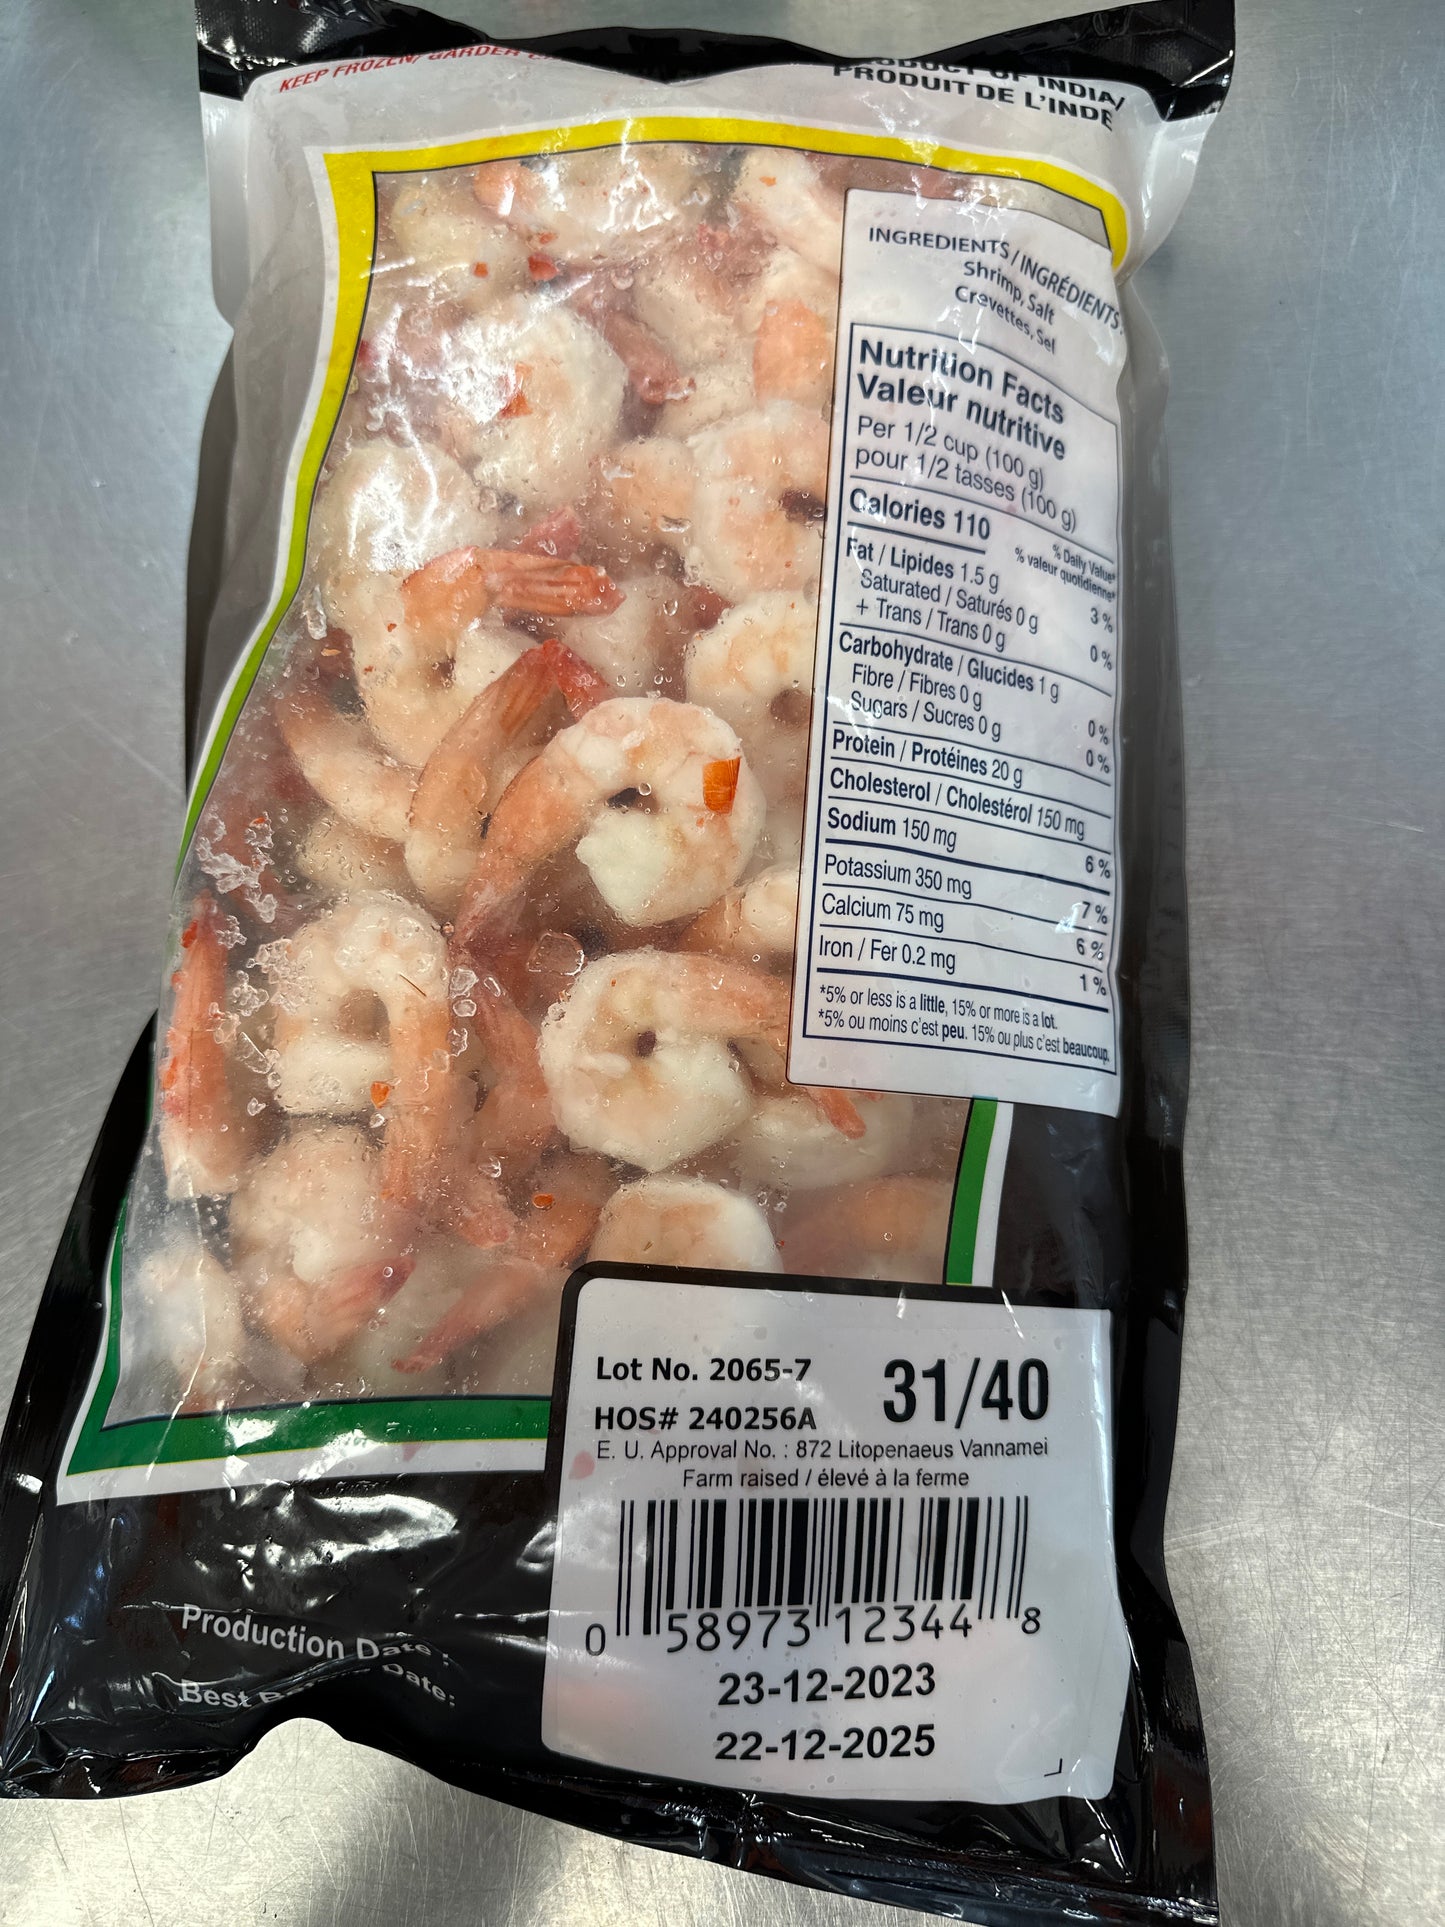 KEEP FROZEN/ GARDER
PRODUCT OF INDIA/
PRODUIT DE L'INDE
INGREDIENTS / INGRÉDIENTS:
Shrimp, Salt
Crevettes, Sel
Nutrition Facts
Valeur nutritive
Per 1/2 cup (100 g)
pour 1/2 tasses (100 g)
Calories 110
% Daily Value*
% valeur quotidienne*
Fat / Lipides 1.5 g 3 %
Saturated / Saturés 0 g
+ Trans / Trans 0 g 0 %
Carbohydrate / Glucides 1 g
Fibre / Fibres 0 g 0 %
Sugars / Sucres 0 g 0 %
Protein / Protéines 20 g
Cholesterol / Cholestérol 150 mg
Sodium 150 mg 6 %
Potassium 350 mg 7 %
Calcium 75 mg 6 %
Iron / Fer 0.2 mg 1 %
*5% or less is a little, 15% or more is a lot.
*5% ou moins c'est peu. 15% ou plus c'est beaucoup.
Lot No. 2065-7 31/40
HOS# 240256A
E. U. Approval No. : 872 Litopenaeus Vannamei
Farm raised / élevé à la ferme
0 58973 12344 8
Production Date : 23-12-2023
Best Date: 22-12-2025